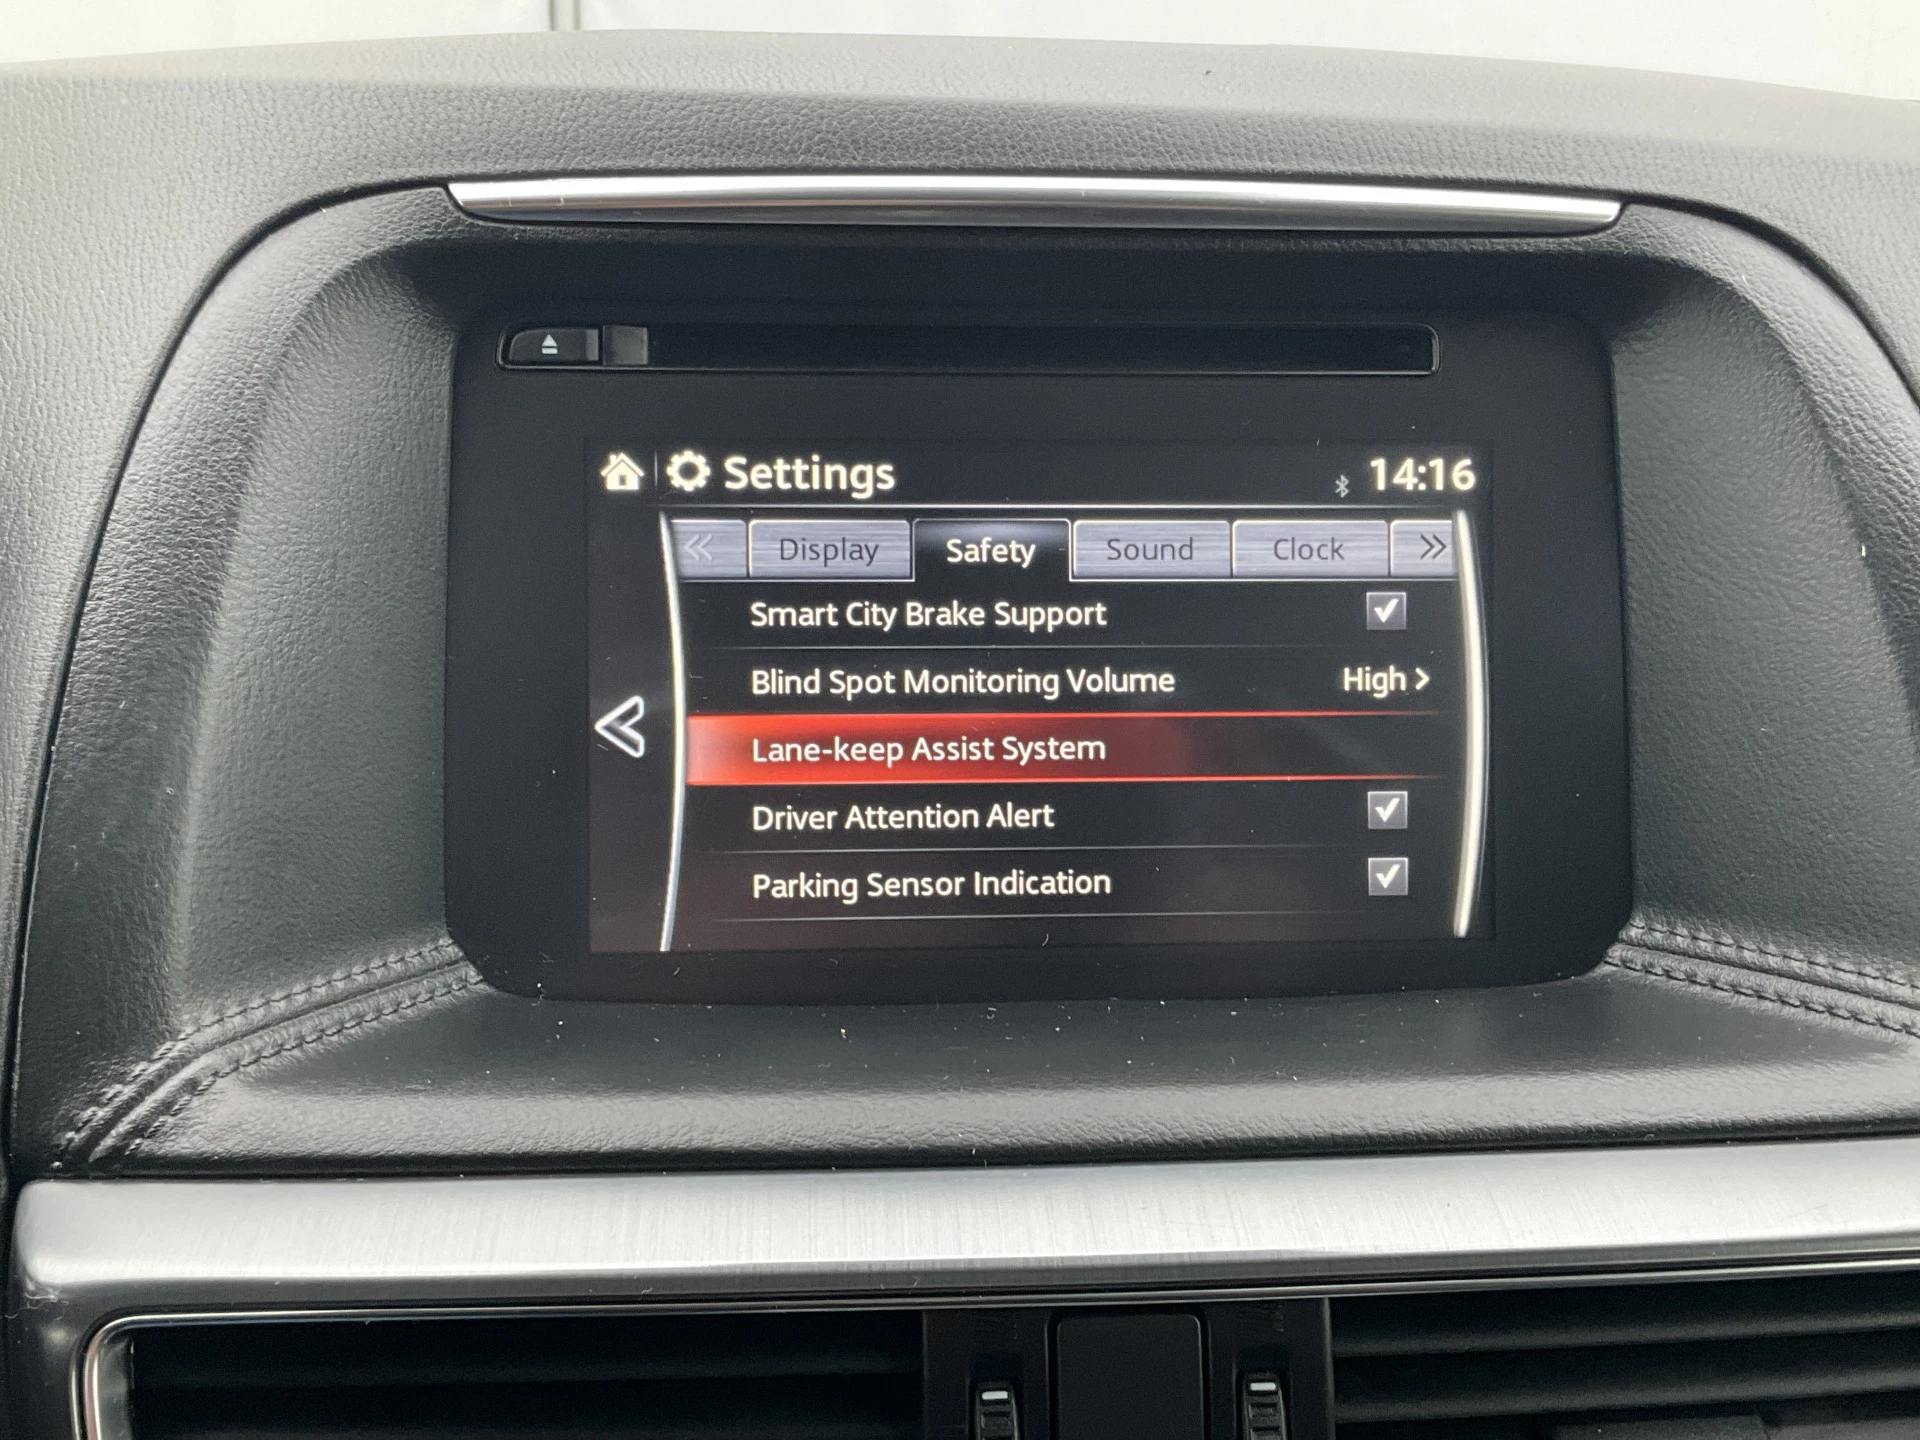 Settings 14:16
Display Safety Sound Clock
Smart City Brake Support
Blind Spot Monitoring Volume High >
Lane-keep Assist System
Driver Attention Alert
Parking Sensor Indication